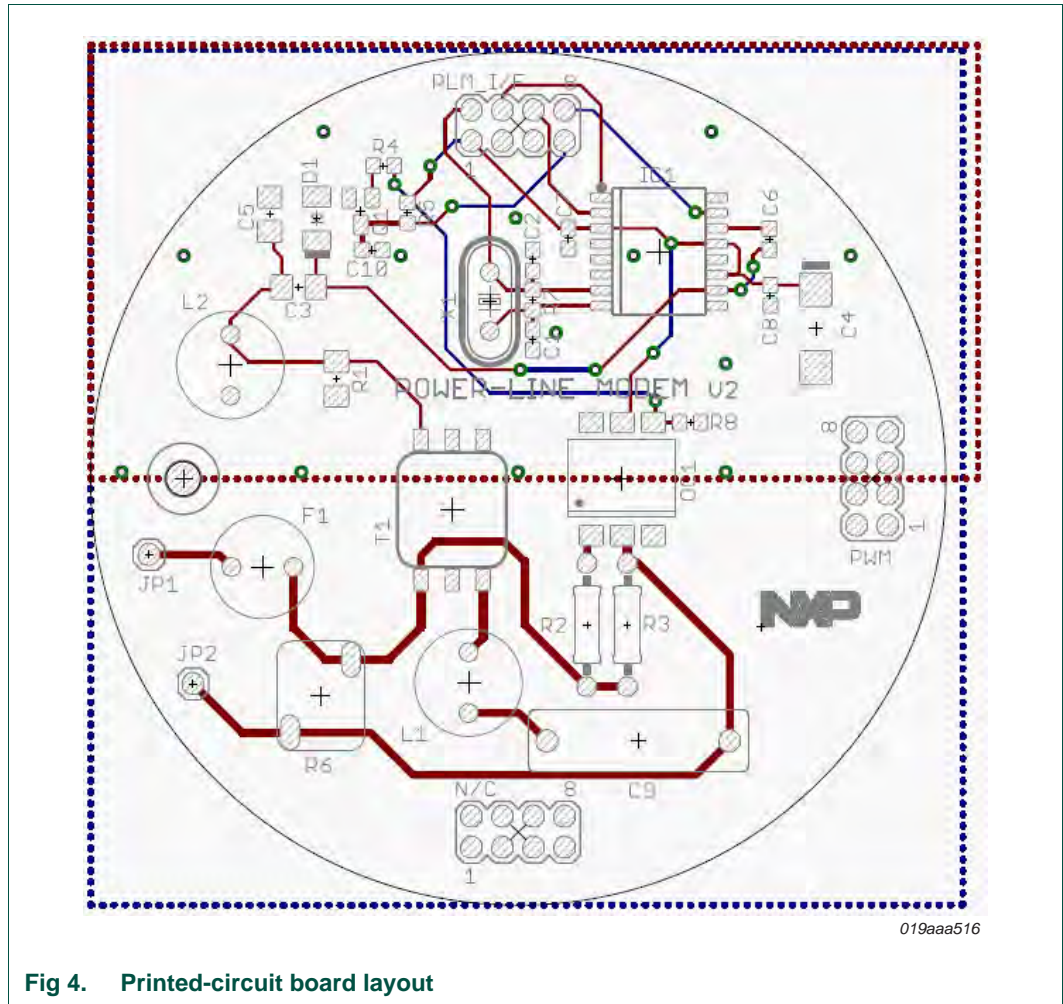 PLM_I/F 8
1
R4
D1
C5
C10
C3
L2
R1
X1
C2
IC1
C6
C8
C4
POWER-LINE MODEM V2
R8
OC1
8
1
PWM
T1
F1
JP1
JP2
R2
R3
NXP
L1
R6
C9
N/C 8
1
019aaa516
Fig 4. Printed-circuit board layout